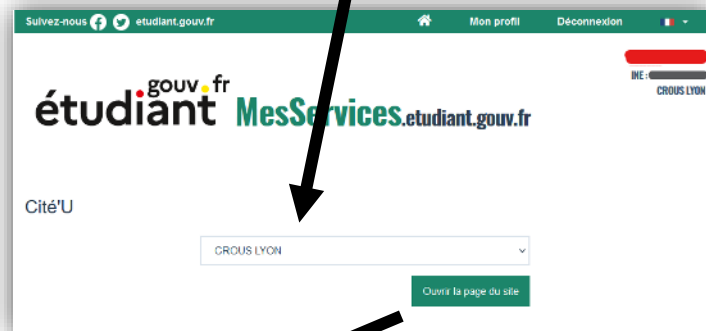 Suivez-nous etudiant.gouv.fr Mon profil Déconnexion
INE :
CROUS LYON
gouv.fr
étudiant MesServices.etudiant.gouv.fr
Cité'U
CROUS LYON
Ouvrir la page du site